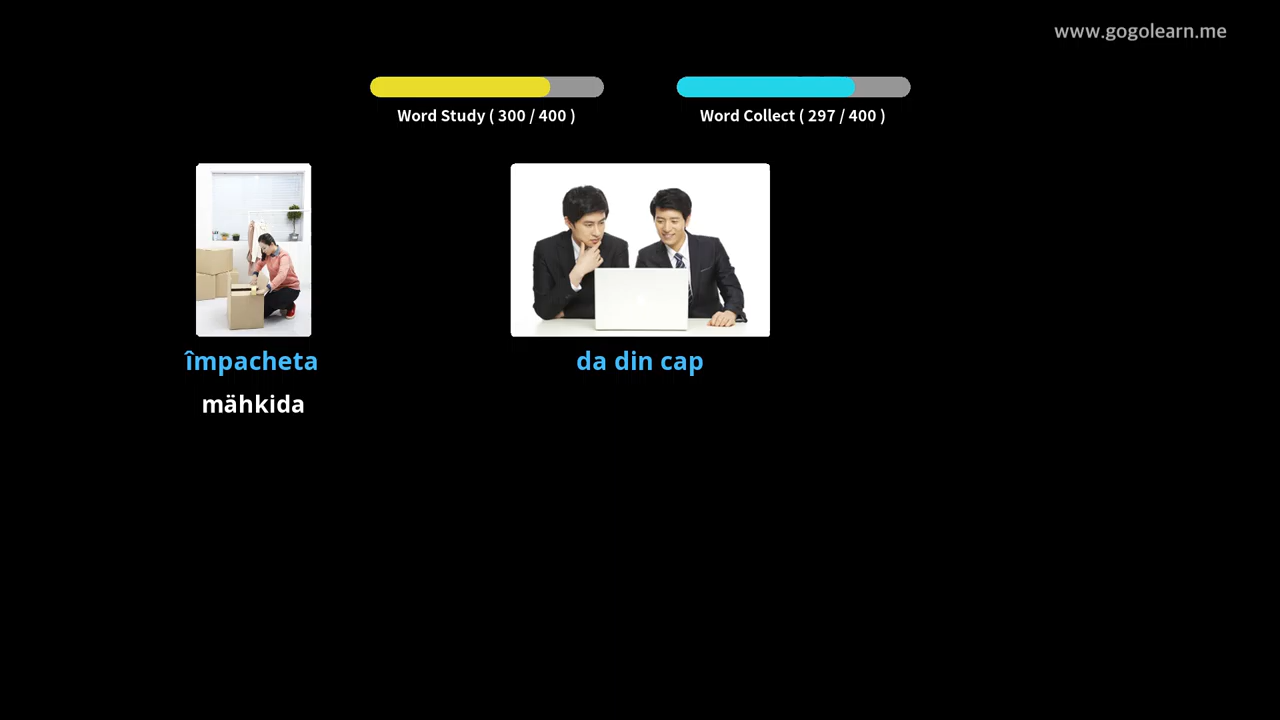 www.gogolearn.me
Word Study ( 300 / 400 )
Word Collect ( 297 / 400 )
împacheta
da din cap
mähkida